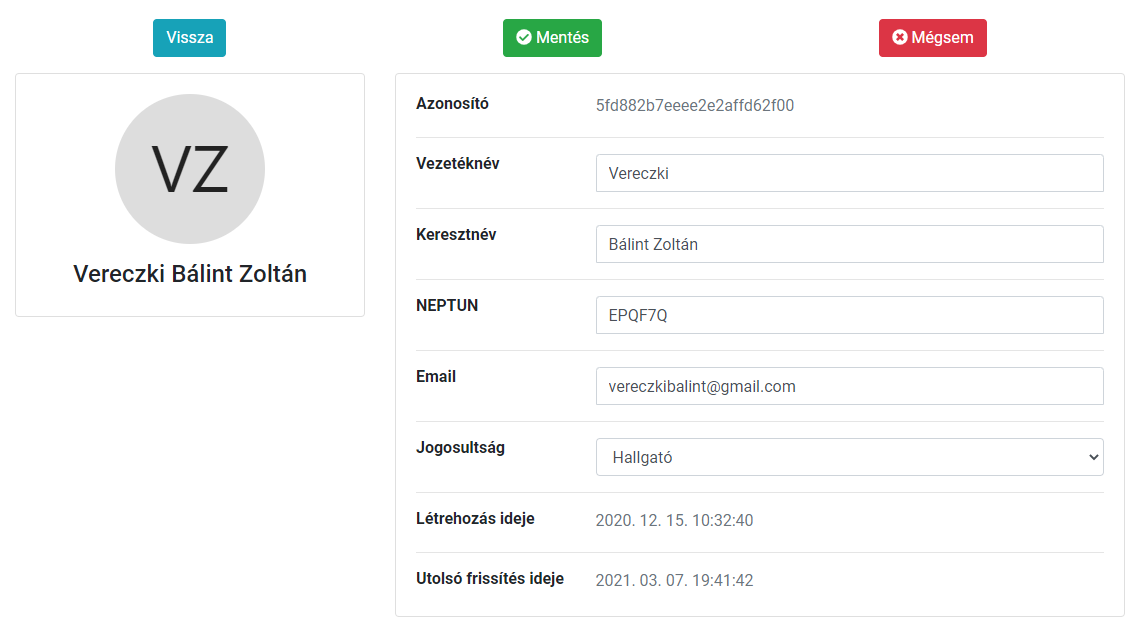 Vissza
Mentés
Mégsem
VZ
Vereczki Bálint Zoltán
Azonosító 5fd882b7eeee2e2affd62f00
Vezetéknév Vereczki
Keresztnév Bálint Zoltán
NEPTUN EPQF7Q
Email vereczkibalint@gmail.com
Jogosultság Hallgató
Létrehozás ideje 2020. 12. 15. 10:32:40
Utolsó frissítés ideje 2021. 03. 07. 19:41:42